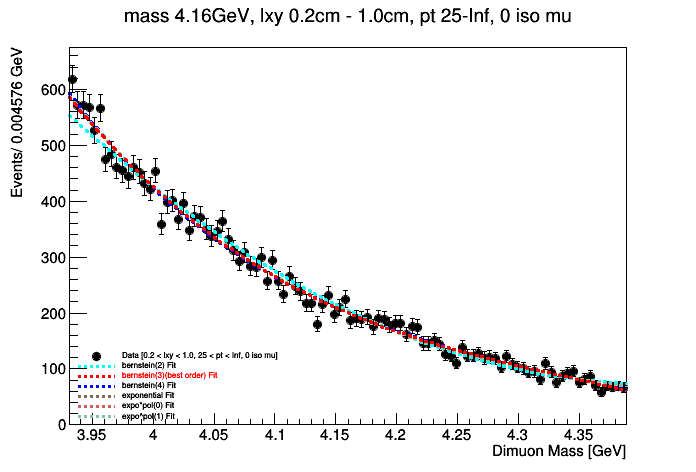 mass 4.16GeV, lxy 0.2cm - 1.0cm, pt 25-Inf, 0 iso mu
Events/ 0.004576 GeV
600
500
400
300
200
100
0
Data [0.2 < lxy < 1.0, 25 < pt < Inf, 0 iso mu]
bernstein(2) Fit
bernstein(3)(best order) Fit
bernstein(4) Fit
exponential Fit
expo*pol(0) Fit
expo*pol(1) Fit
3.95 4 4.05 4.1 4.15 4.2 4.25 4.3 4.35
Dimuon Mass [GeV]